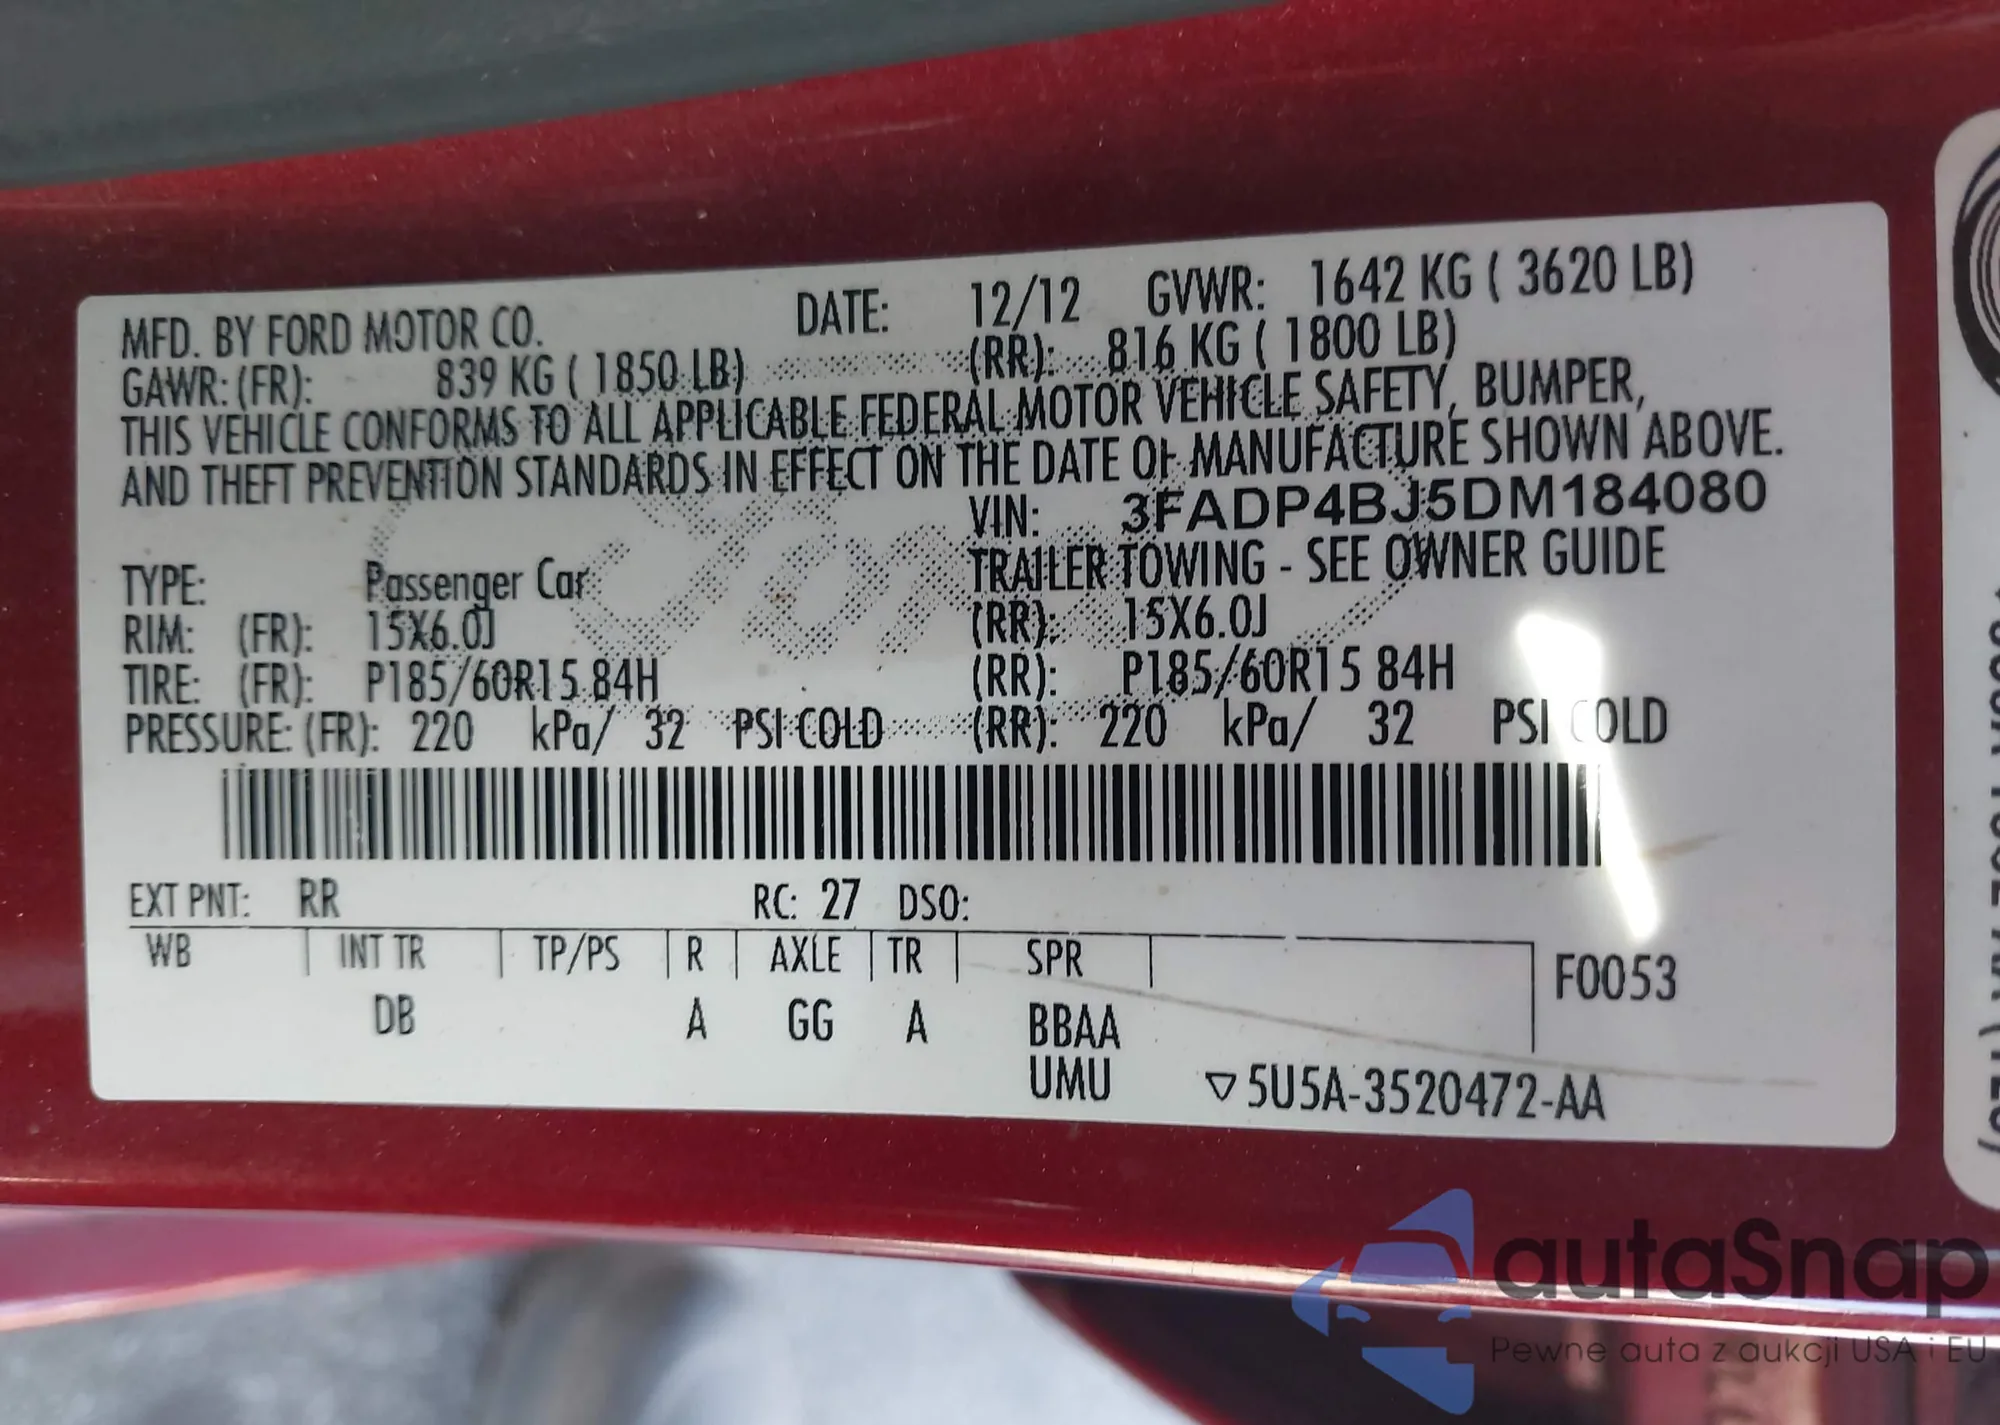 MFD. BY FORD MOTOR CO. DATE: 12/12 GVWR: 1642 KG ( 3620 LB)
GAWR: (FR): 839 KG ( 1850 LB) (RR): 816 KG ( 1800 LB)
THIS VEHICLE CONFORMS TO ALL APPLICABLE FEDERAL MOTOR VEHICLE SAFETY, BUMPER,
AND THEFT PREVENTION STANDARDS IN EFFECT ON THE DATE OF MANUFACTURE SHOWN ABOVE.
VIN: 3FADP4BJ5DM184080
TYPE: Passenger Car TRAILER TOWING - SEE OWNER GUIDE
RIM: (FR): 15X6.0J (RR): 15X6.0J
TIRE: (FR): P185/60R15 84H (RR): P185/60R15 84H
PRESSURE: (FR): 220 kPa/ 32 PSI COLD (RR): 220 kPa/ 32 PSI COLD
EXT PNT: RR RC: 27 DSO:
WB INT TR TP/PS R AXLE TR SPR F0053
DB A GG A BBAA
UMU ▽5U5A-3520472-AA
autoSnap
Pewne auta z aukcji USA i EU